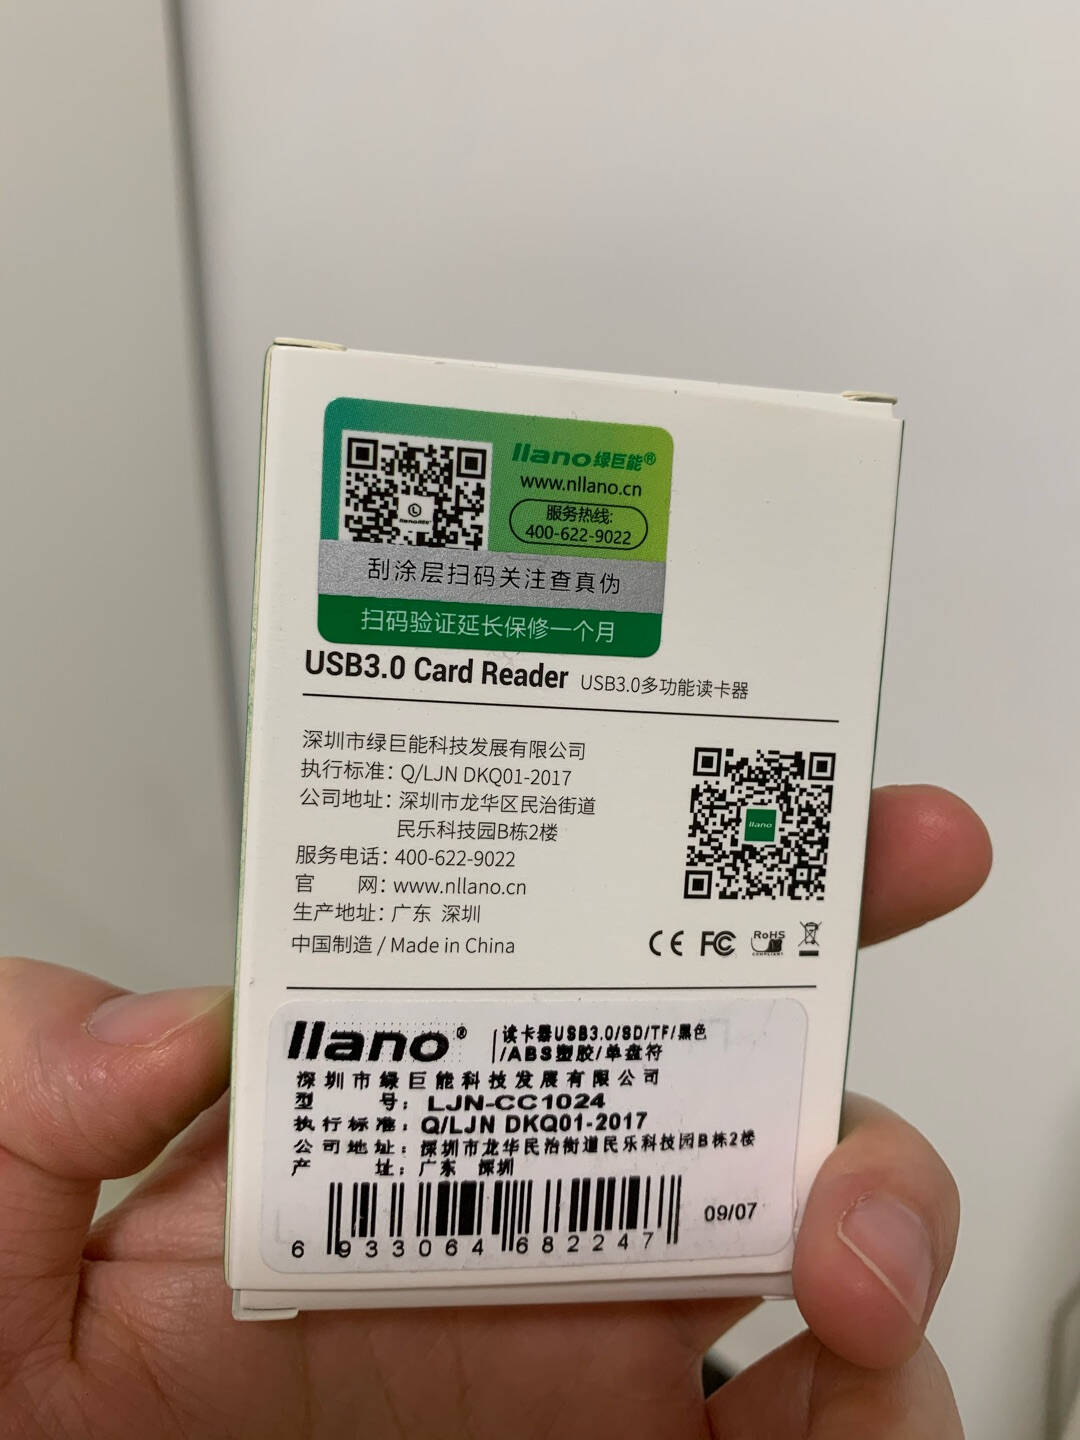 llano绿巨能®
www.nllano.cn
服务热线:
400-622-9022
刮涂层扫码关注查真伪
扫码验证延长保修一个月
USB3.0 Card Reader USB3.0多功能读卡器
深圳市绿巨能科技发展有限公司
执行标准: Q/LJN DKQ01-2017
公司地址: 深圳市龙华区民治街道
民乐科技园B栋2楼
服务电话: 400-622-9022
官 网: www.nllano.cn
生产地址: 广东 深圳
中国制造 / Made in China
llano
CE FC RoHS
COMPLIANT
llano®
读卡器USB3.0/SD/TF/黑色
/ABS塑胶/单盘符
深圳市绿巨能科技发展有限公司
型 号: LJN-CC1024
执行标准: Q/LJN DKQ01-2017
公司地址: 深圳市龙华民治街道民乐科技园B栋2楼
产 址: 广东 深圳
6 933064 682247
09/07